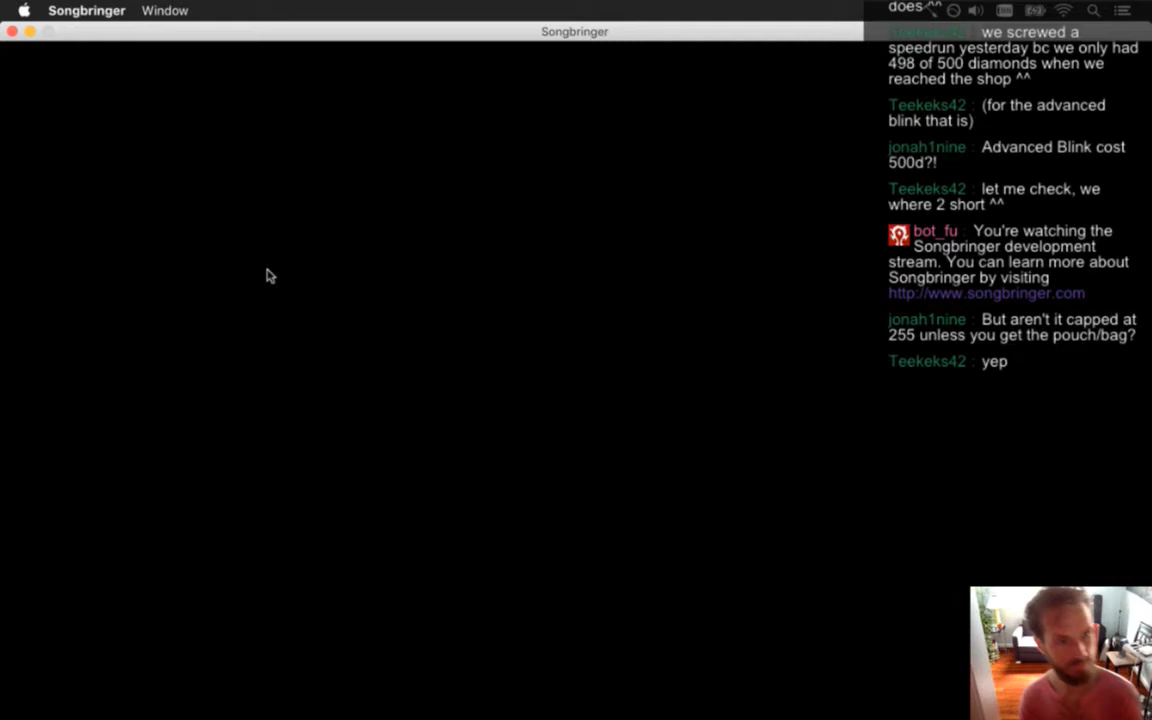 Songbringer Window
Songbringer
does ^^
Teekeks42 : we screwed a
speedrun yesterday bc we only had
498 of 500 diamonds when we
reached the shop ^^
Teekeks42 : (for the advanced
blink that is)
jonah1nine : Advanced Blink cost
500d?!
Teekeks42 : let me check, we
where 2 short ^^
bot_fu : You're watching the
Songbringer development
stream. You can learn more about
Songbringer by visiting
http://www.songbringer.com
jonah1nine : But aren't it capped at
255 unless you get the pouch/bag?
Teekeks42 : yep